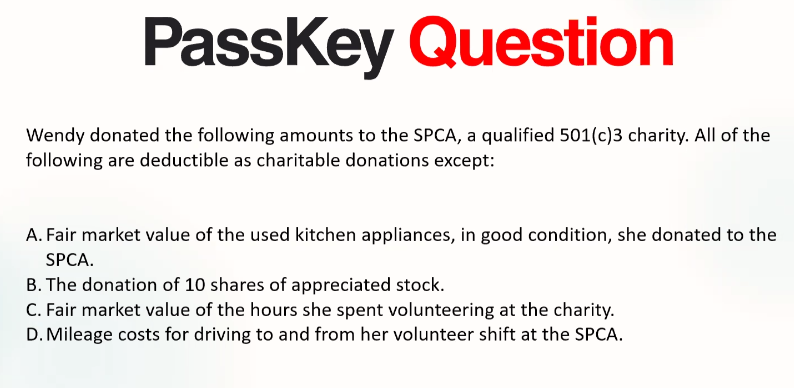 PassKey Question
Wendy donated the following amounts to the SPCA, a qualified 501(c)3 charity. All of the
following are deductible as charitable donations except:
A. Fair market value of the used kitchen appliances, in good condition, she donated to the
SPCA.
B. The donation of 10 shares of appreciated stock.
C. Fair market value of the hours she spent volunteering at the charity.
D. Mileage costs for driving to and from her volunteer shift at the SPCA.